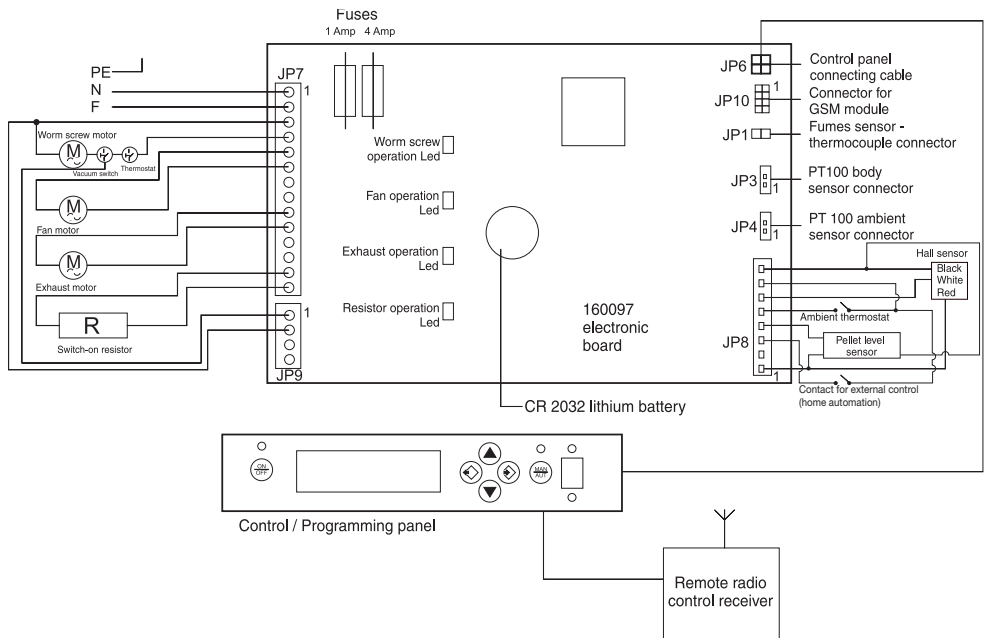 Fuses
1 Amp 4 Amp
PE
N
F
JP7
1
Worm screw motor
M
Vacuum switch
Thermostat
M
Fan motor
M
Exhaust motor
R
Switch-on resistor
1
JP9
Worm screw
operation Led
Fan operation
Led
Exhaust operation
Led
Resistor operation
Led
160097
electronic
board
CR 2032 lithium battery
JP6
Control panel
connecting cable
1
JP10
Connector for
GSM module
JP1
Fumes sensor -
thermocouple connector
JP3
1
PT100 body
sensor connector
JP4
1
PT 100 ambient
sensor connector
Hall sensor
Black
White
Red
Ambient thermostat
JP8
Pellet level
sensor
1
Contact for external control
(home automation)
ON
OFF
MAN
AUT
Control / Programming panel
Remote radio
control receiver